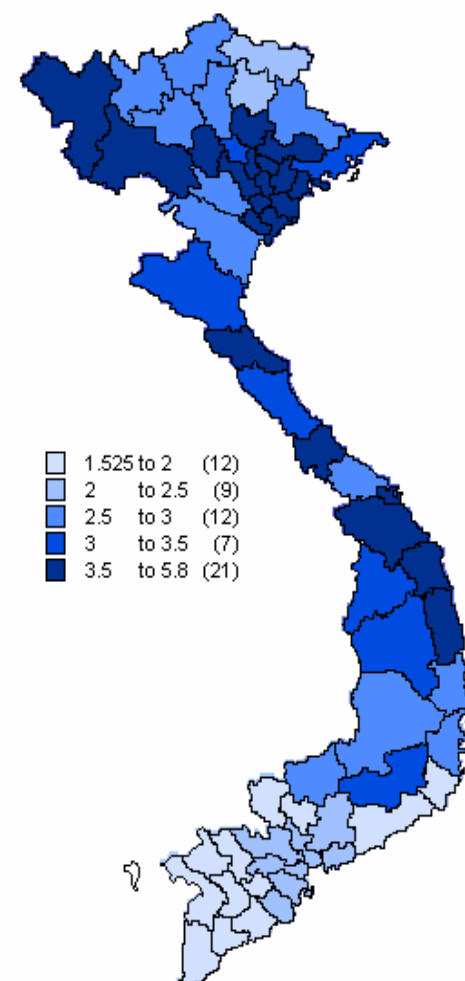 1.525 to 2 (12)
2 to 2.5 (9)
2.5 to 3 (12)
3 to 3.5 (7)
3.5 to 5.8 (21)